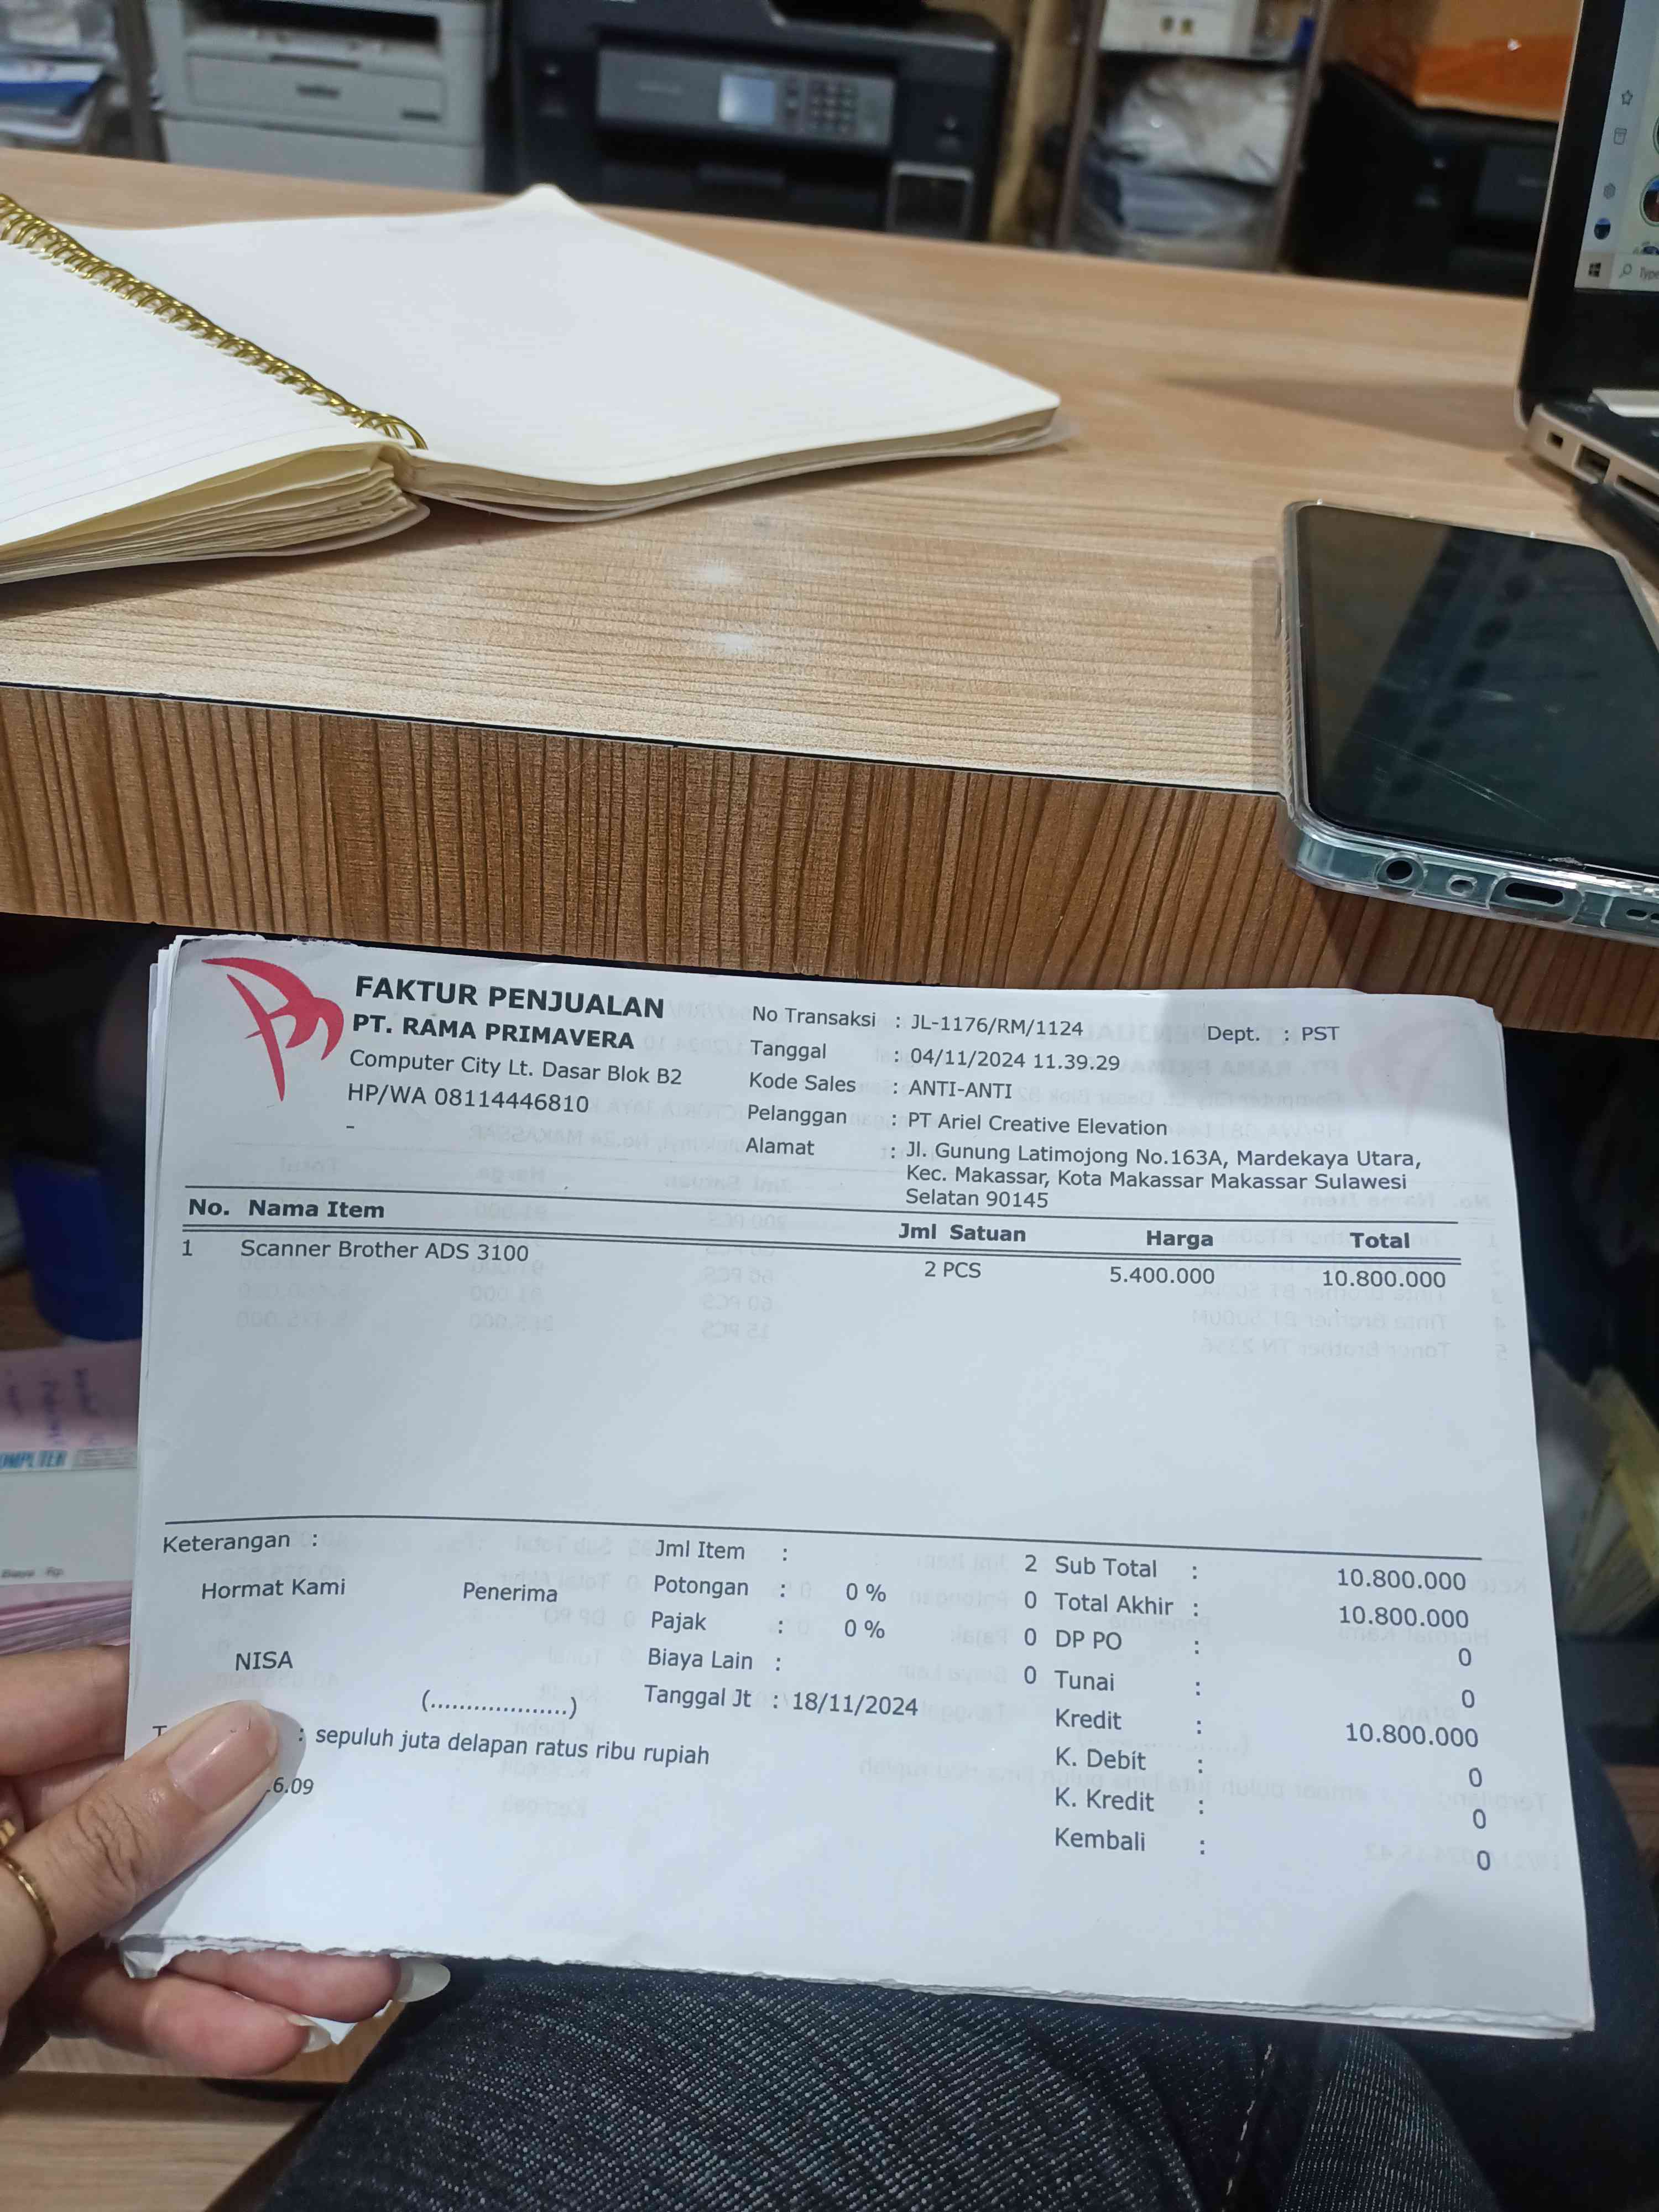 brother
Type
OMPUTER
FAKTUR PENJUALAN
PT. RAMA PRIMAVERA
Computer City Lt. Dasar Blok B2
HP/WA 08114446810
-
No Transaksi : JL-1176/RM/1124
Tanggal : 04/11/2024 11.39.29
Kode Sales : ANTI-ANTI
Pelanggan : PT Ariel Creative Elevation
Alamat : Jl. Gunung Latimojong No.163A, Mardekaya Utara,
Kec. Makassar, Kota Makassar Makassar Sulawesi
Selatan 90145
Dept. : PST
No. Nama Item Jml Satuan Harga Total
1 Scanner Brother ADS 3100 2 PCS 5.400.000 10.800.000
Keterangan :
Hormat Kami Penerima
NISA
(...................)
Jml Item : 2
Potongan : 0 % 0
Pajak : 0 % 0
Biaya Lain : 0
Tanggal Jt : 18/11/2024
Sub Total : 10.800.000
Total Akhir : 10.800.000
DP PO : 0
Tunai : 0
Kredit : 10.800.000
K. Debit : 0
K. Kredit : 0
Kembali : 0
: sepuluh juta delapan ratus ribu rupiah
.6.09